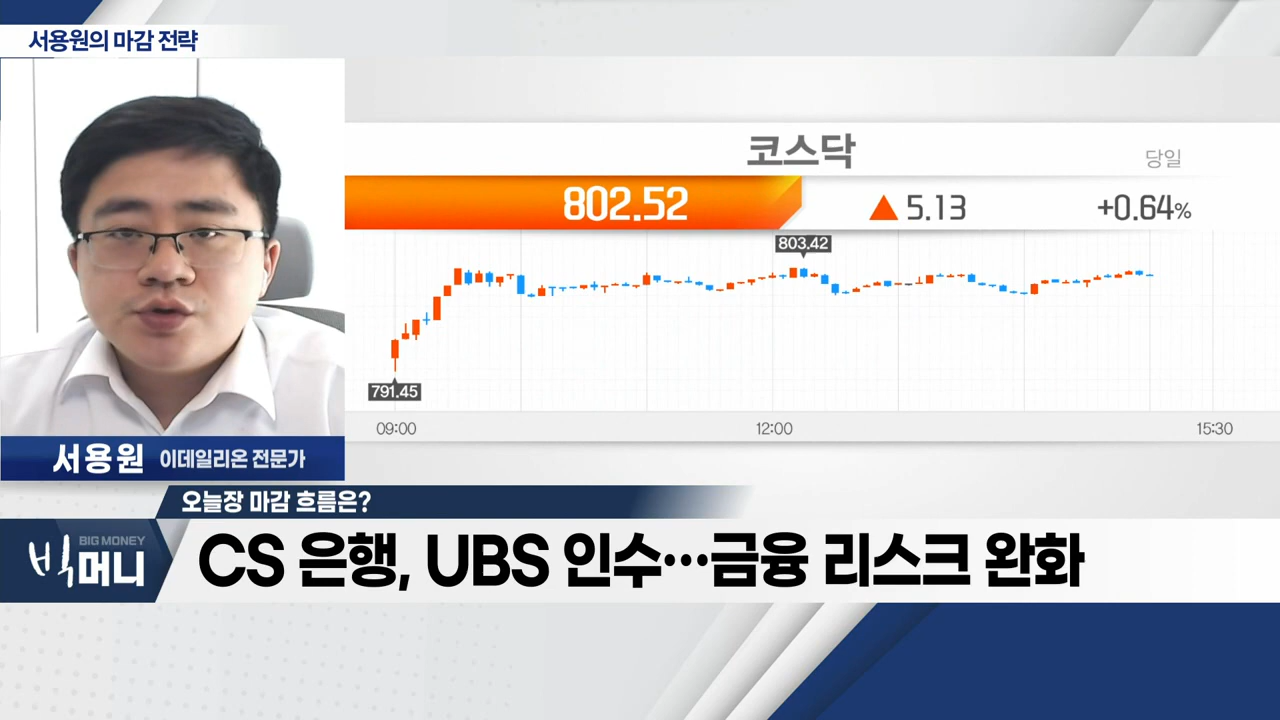 서용원의 마감 전략
코스닥
당일
802.52
▲ 5.13
+0.64%
803.42
791.45
09:00
12:00
15:30
서용원 이데일리온 전문가
오늘장 마감 흐름은?
BIG MONEY
빅머니
CS 은행, UBS 인수…금융 리스크 완화